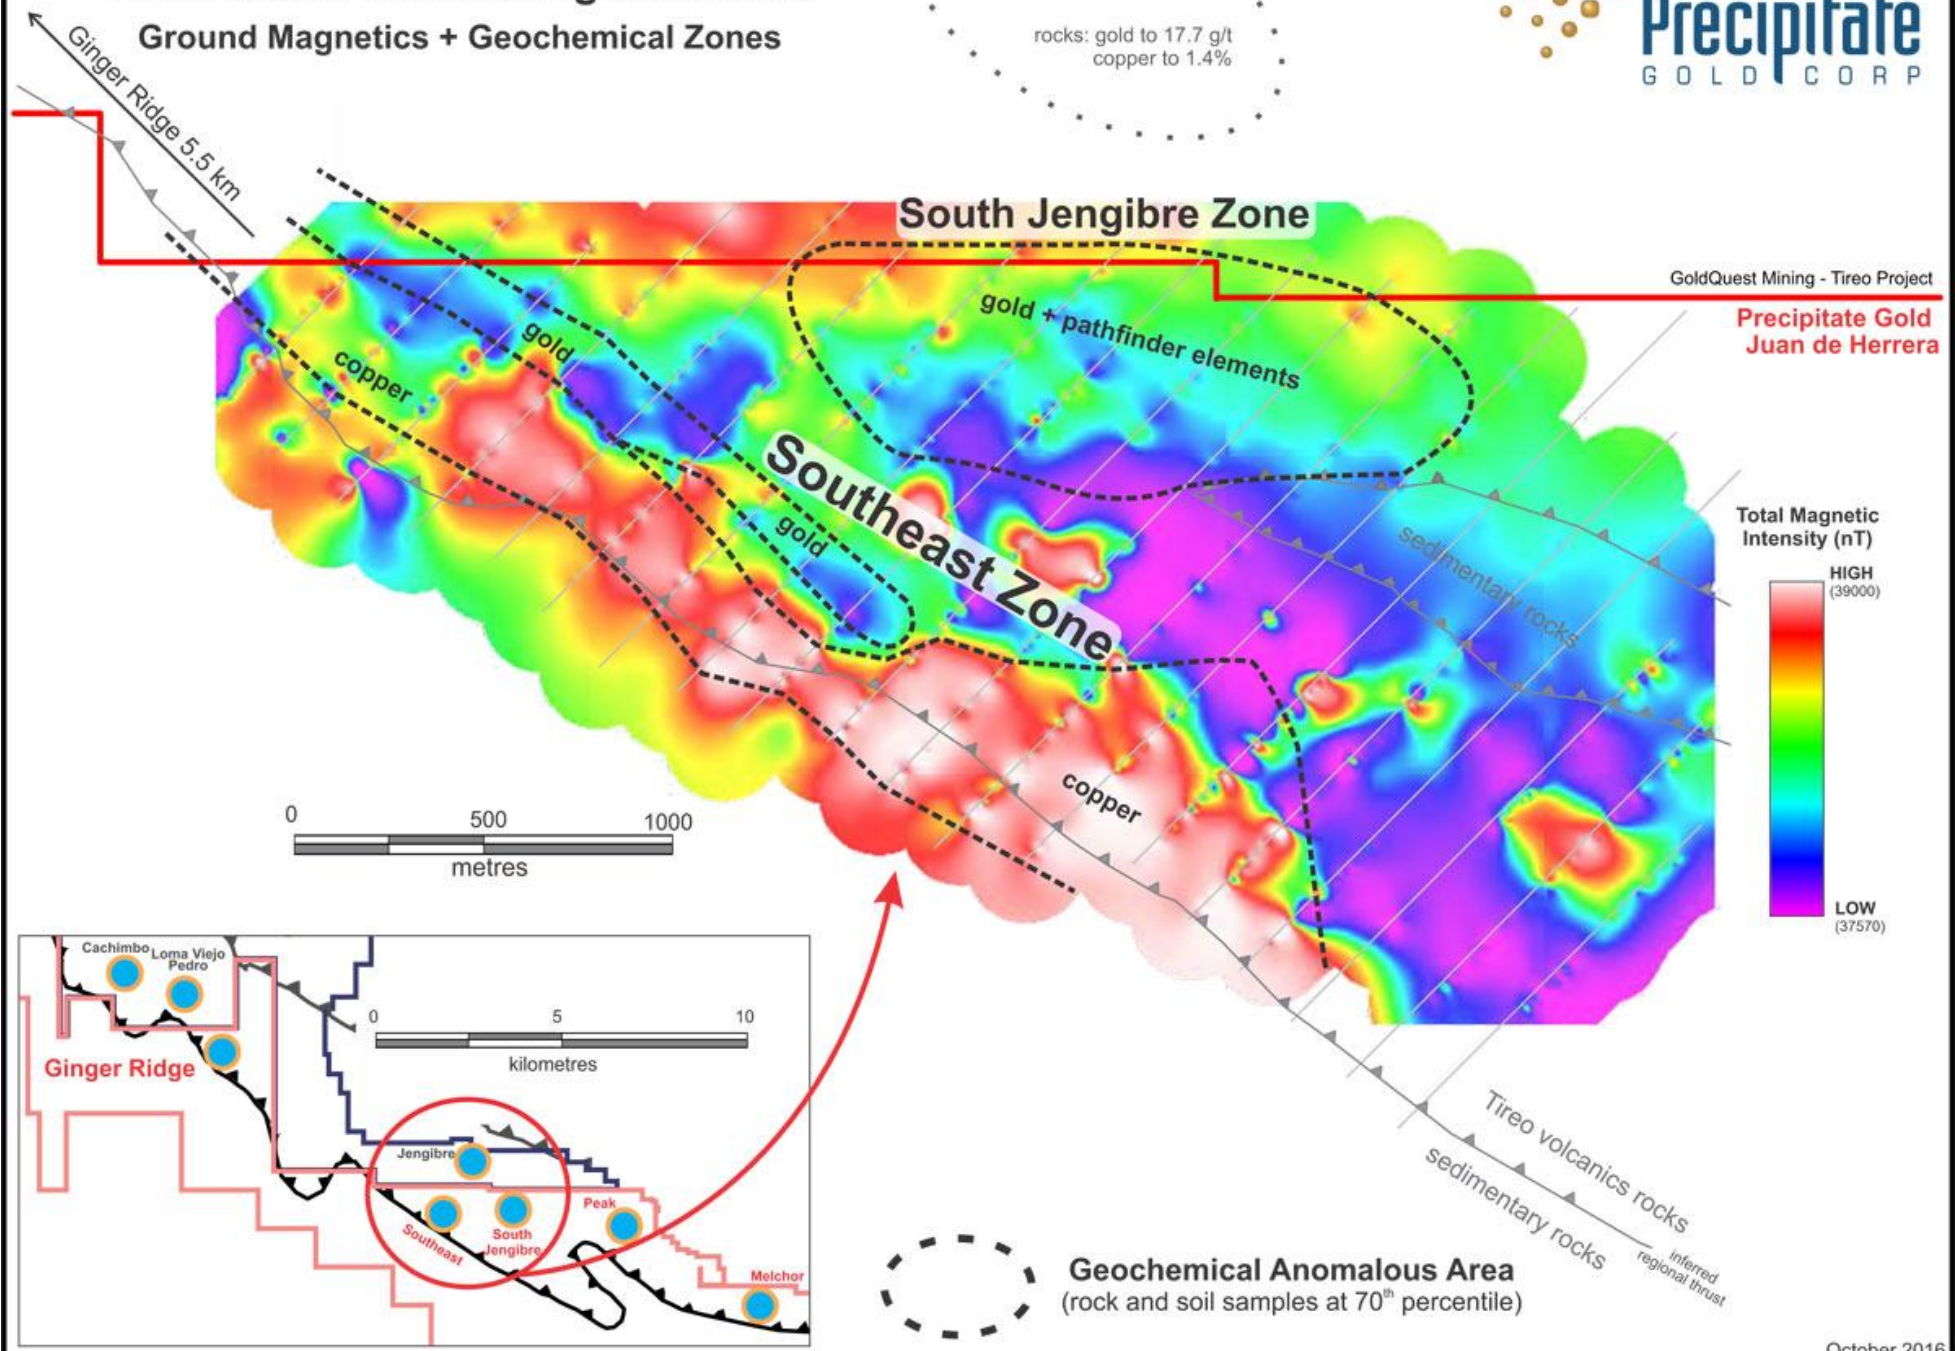 Ground Magnetics + Geochemical Zones
rocks: gold to 17.7 g/t
copper to 1.4%
Precipitate
GOLD CORP
Ginger Ridge 5.5 km
South Jengibre Zone
GoldQuest Mining - Tireo Project
Precipitate Gold
Juan de Herrera
gold + pathfinder elements
gold
copper
Southeast Zone
gold
sedimentary rocks
Total Magnetic
Intensity (nT)
HIGH
(39000)
LOW
(37570)
copper
0 500 1000
metres
Cachimbo
Loma Viejo
Pedro
0 5 10
kilometres
Ginger Ridge
Jengibre
Southeast
South
Jengibre
Peak
Melchor
Tireo volcanics rocks
sedimentary rocks
inferred
regional thrust
Geochemical Anomalous Area
(rock and soil samples at 70th percentile)
October 2016